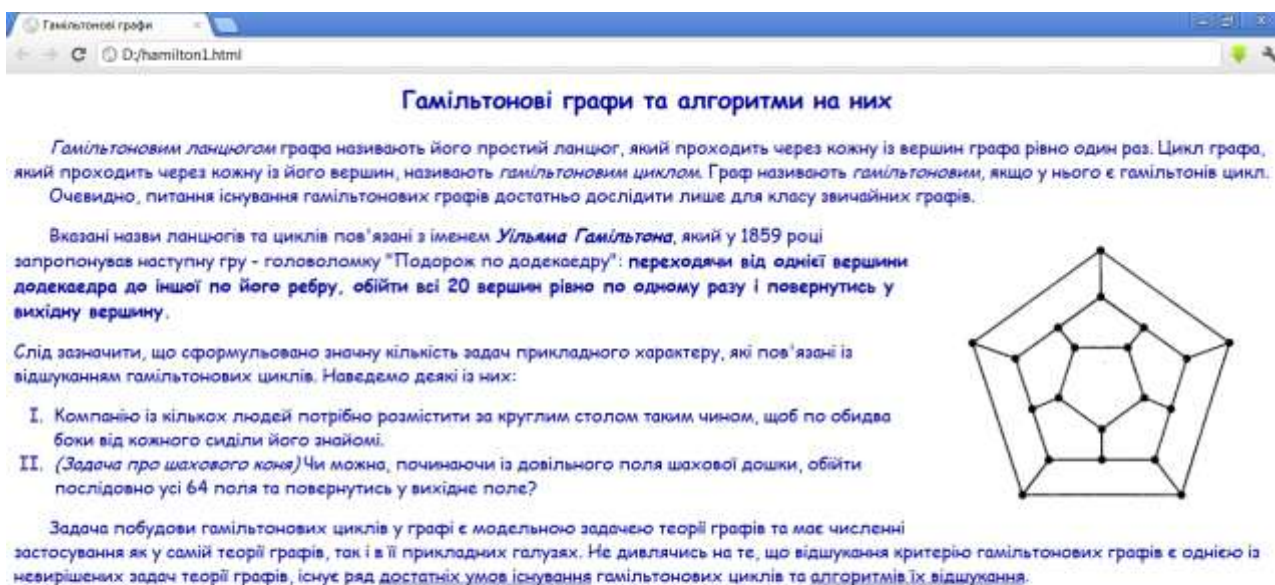 Гамільтонові графи
D:/hamilton1.html
Гамільтонові графи та алгоритми на них
Гамільтоновим ланцюгом графа називають його простий ланцюг, який проходить через кожну із вершин графа рівно один раз. Цикл графа,
який проходить через кожну із його вершин, називають гамільтоновим циклом. Граф називають гамільтоновим, якщо у нього є гамільтонів цикл.
Очевидно, питання існування гамільтонових графів достатньо дослідити лише для класу звичайних графів.
Вказані назви ланцюгів та циклів пов'язані з іменем Уільяма Гамільтона, який у 1859 році
запропонував наступну гру - головоломку "Подорож по додекаедру": переходячи від однієї вершини
додекаедра до іншої по його ребру, обійти всі 20 вершин рівно по одному разу і повернутись у
вихідну вершину.
Слід зазначити, що сформульовано значну кількість задач прикладного характеру, які пов'язані із
відшуканням гамільтонових циклів. Наведемо деякі із них:
I. Компанію із кількох людей потрібно розмістити за круглим столом таким чином, щоб по обидва
боки від кожного сиділи його знайомі.
II. (Задача про шахового коня) Чи можна, починаючи із довільного поля шахової дошки, обійти
послідовно усі 64 поля та повернутись у вихідне поле?
Задача побудови гамільтонових циклів у графі є модельною задачею теорії графів та має численні
застосування як у самій теорії графів, так і в її прикладних галузях. Не дивлячись на те, що відшукання критерію гамільтонових графів є однією із
невирішених задач теорії графів, існує ряд достатніх умов існування гамільтонових циклів та алгоритмів їх відшукання.